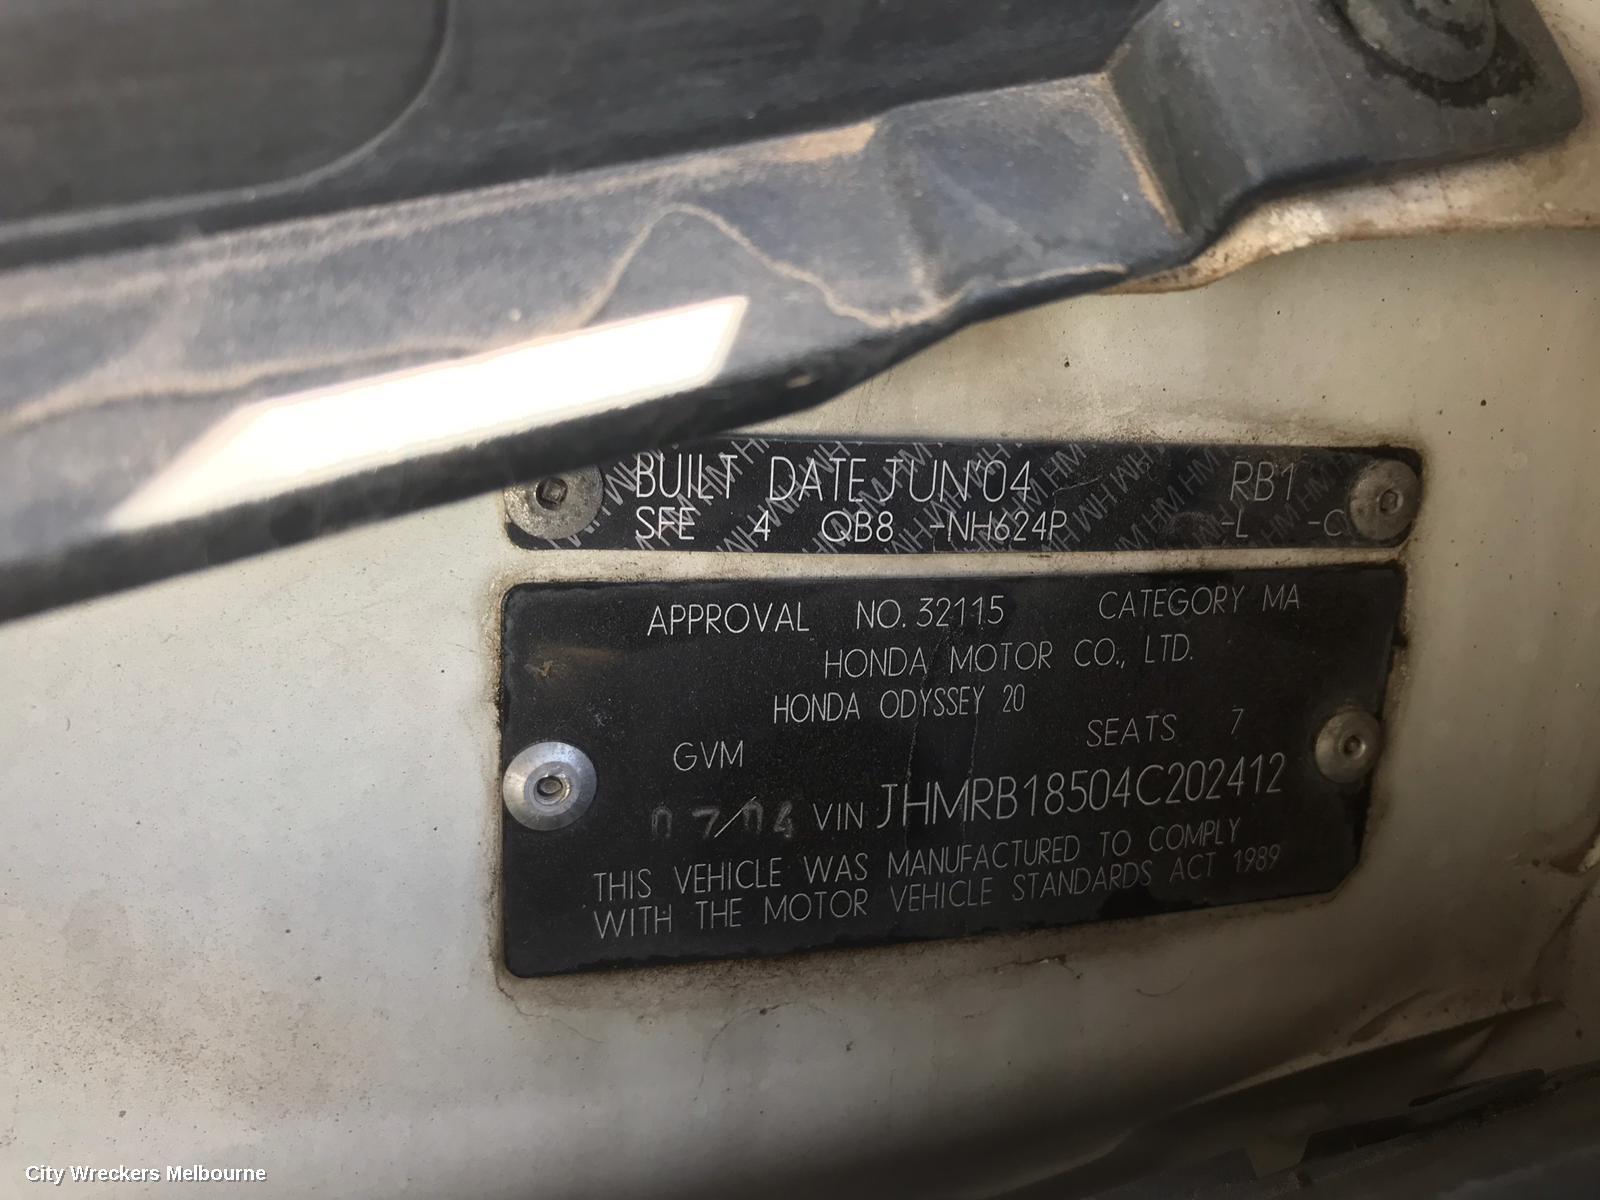 BUILT DATE JUN'04 RB1
SFE 4 QB8 -NH624P -L -C
APPROVAL NO. 32115 CATEGORY MA
HONDA MOTOR CO., LTD.
HONDA ODYSSEY 20
GVM SEATS 7
07/04 VIN JHMRB18504C202412
THIS VEHICLE WAS MANUFACTURED TO COMPLY
WITH THE MOTOR VEHICLE STANDARDS ACT 1989
City Wreckers Melbourne